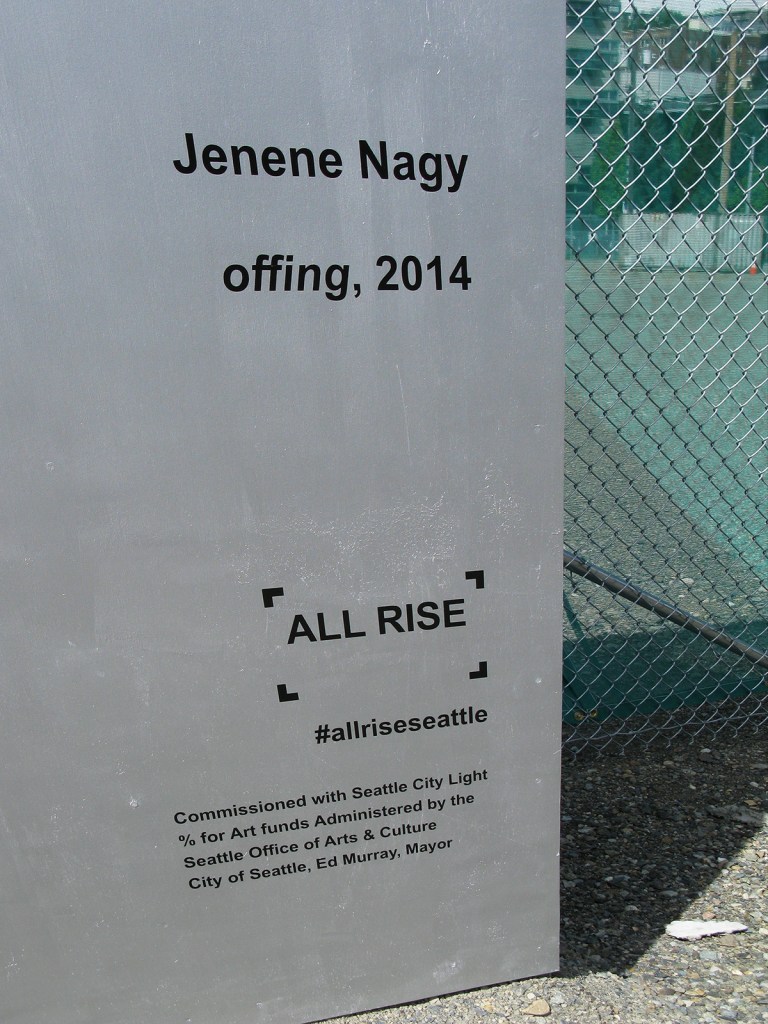 Jenene Nagy
offing, 2014
ALL RISE
#allriseseattle
Commissioned with Seattle City Light
% for Art funds Administered by the
Seattle Office of Arts & Culture
City of Seattle, Ed Murray, Mayor